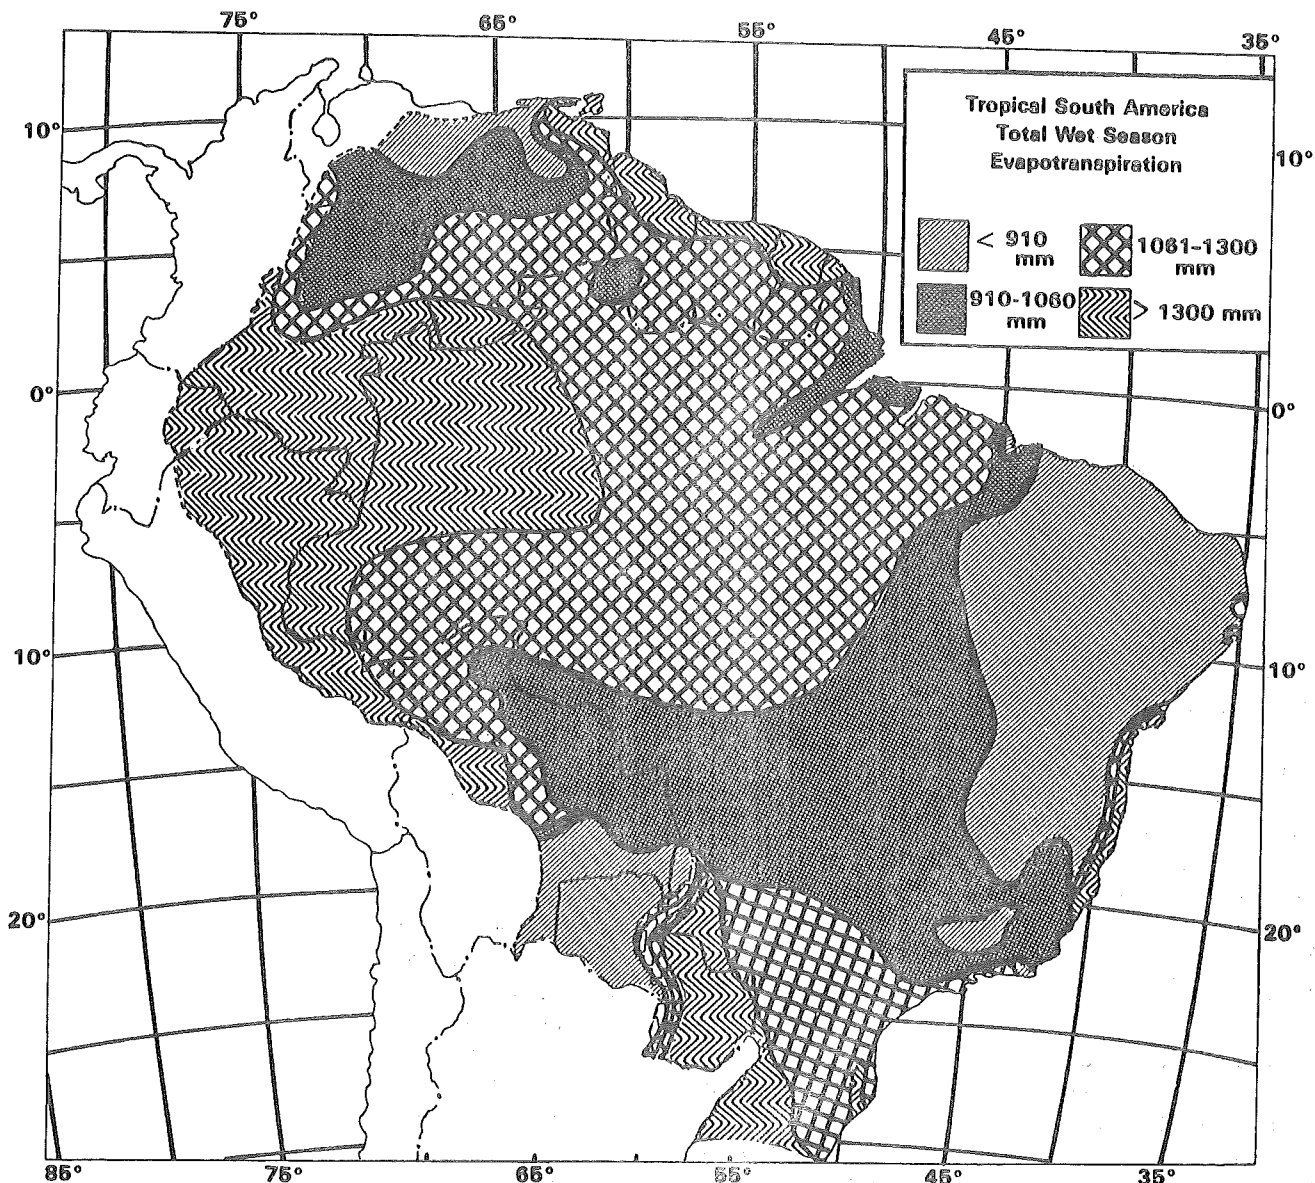 75° 65° 55° 45° 35°
Tropical South America
Total Wet Season
Evapotranspiration
< 910
mm
1061-1300
mm
910-1060
mm
> 1300 mm
10° 10°
0° 0°
10° 10°
20° 20°
85° 75° 65° 55° 45° 35°